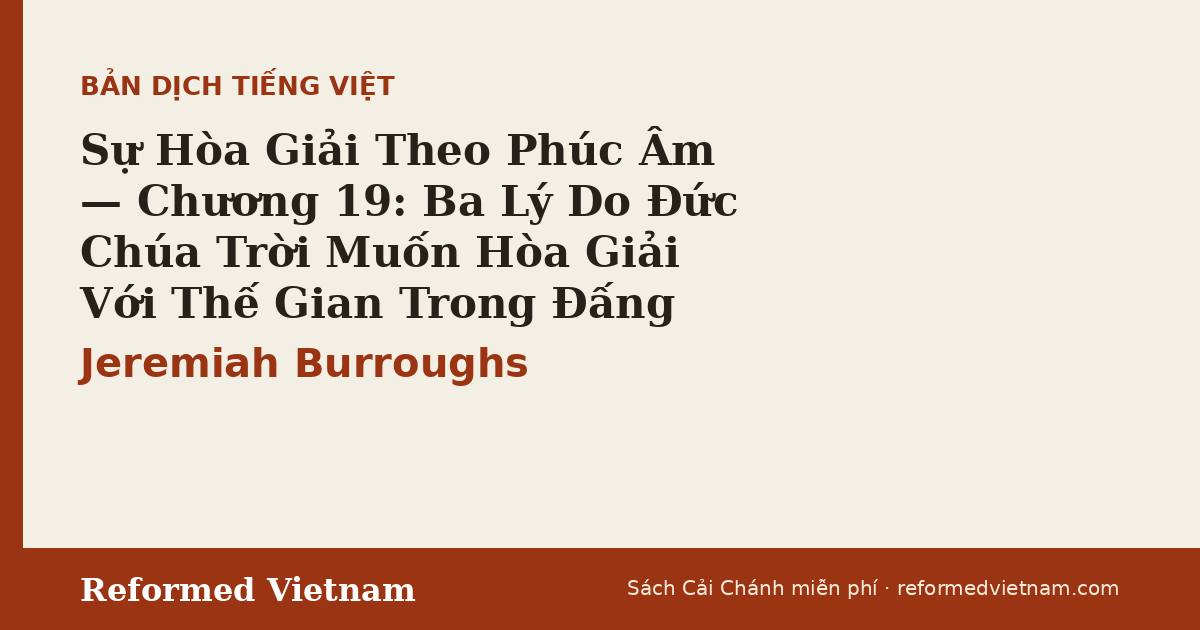 BẢN DỊCH TIẾNG VIỆT
Sự Hòa Giải Theo Phúc Âm
— Chương 19: Ba Lý Do Đức
Chúa Trời Muốn Hòa Giải
Với Thế Gian Trong Đấng
Jeremiah Burroughs
Reformed Vietnam
Sách Cải Chánh miễn phí · reformedvietnam.com